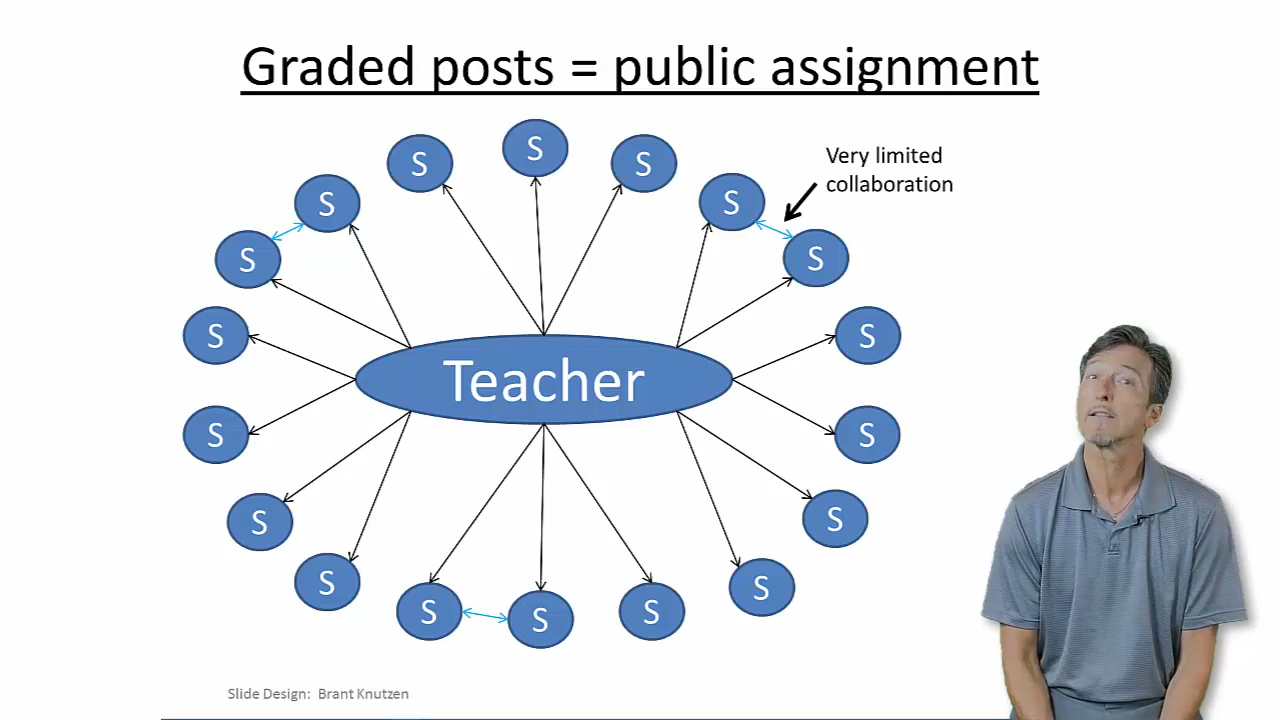 Graded posts = public assignment
S
S
S
Very limited
collaboration
S
S
S
S
S
S
S
Teacher
S
S
S
S
S
S
S
S
S
Slide Design: Brant Knutzen